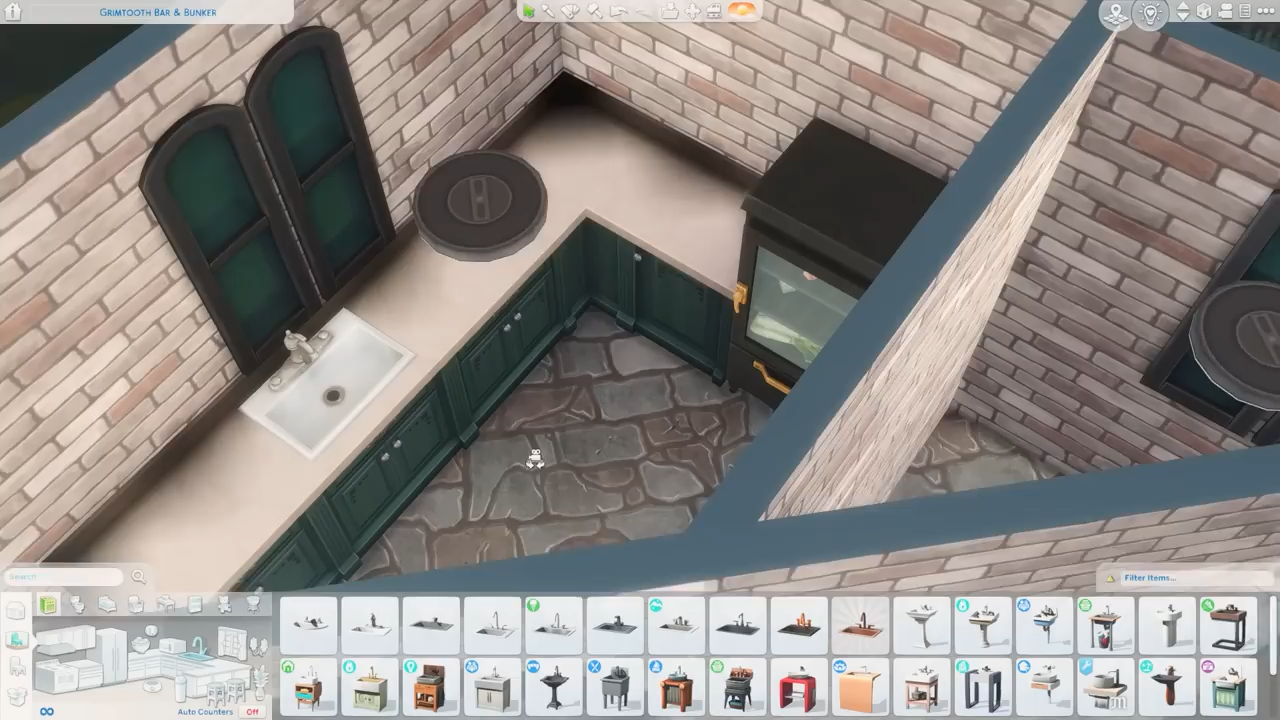 Grimtooth Bar & Bunker
Search
Filter Items...
Auto Counters
Off